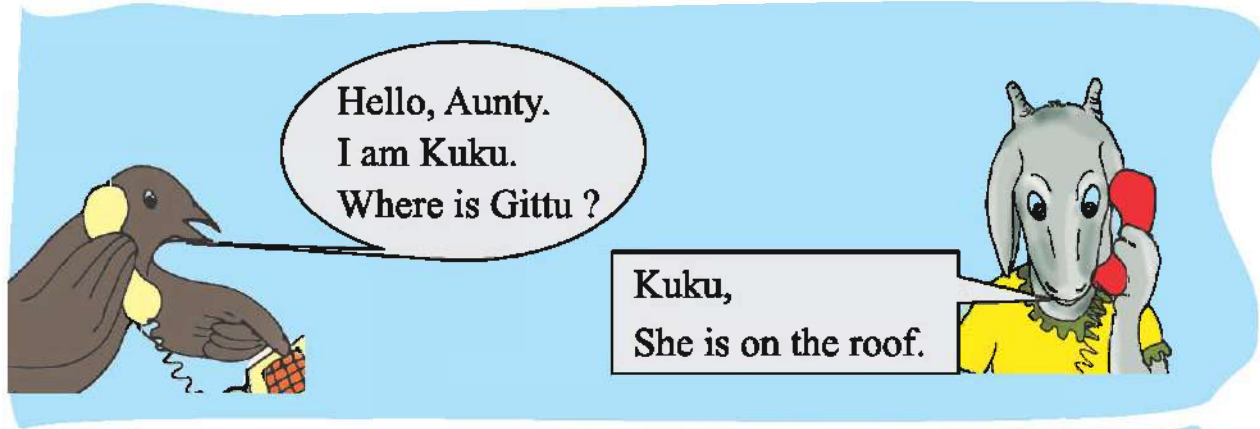 Hello, Aunty.
I am Kuku.
Where is Gittu ?
Kuku,
She is on the roof.